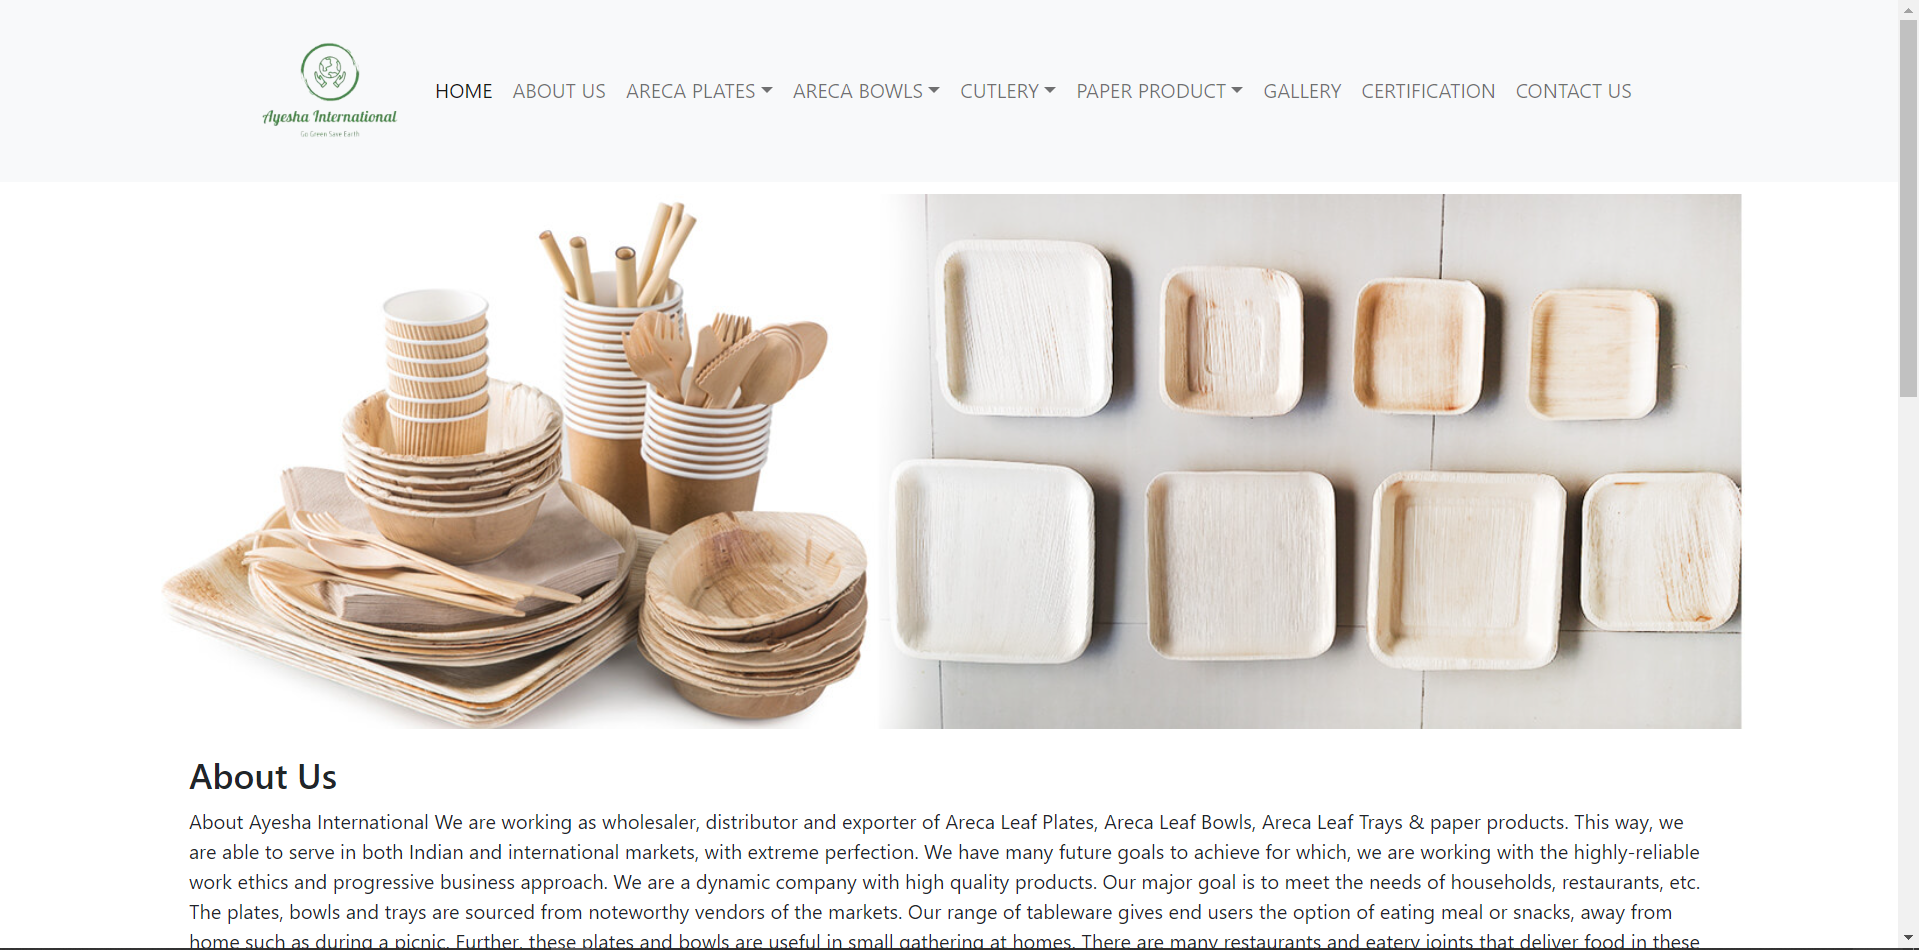 Ayesha International
Go Green Save Earth
HOME ABOUT US ARECA PLATES ARECA BOWLS CUTLERY PAPER PRODUCT GALLERY CERTIFICATION CONTACT US
About Us
About Ayesha International We are working as wholesaler, distributor and exporter of Areca Leaf Plates, Areca Leaf Bowls, Areca Leaf Trays & paper products. This way, we
are able to serve in both Indian and international markets, with extreme perfection. We have many future goals to achieve for which, we are working with the highly-reliable
work ethics and progressive business approach. We are a dynamic company with high quality products. Our major goal is to meet the needs of households, restaurants, etc.
The plates, bowls and trays are sourced from noteworthy vendors of the markets. Our range of tableware gives end users the option of eating meal or snacks, away from
home such as during a picnic. Further, these plates and bowls are useful in small gathering at homes. There are many restaurants and eatery joints that deliver food in these